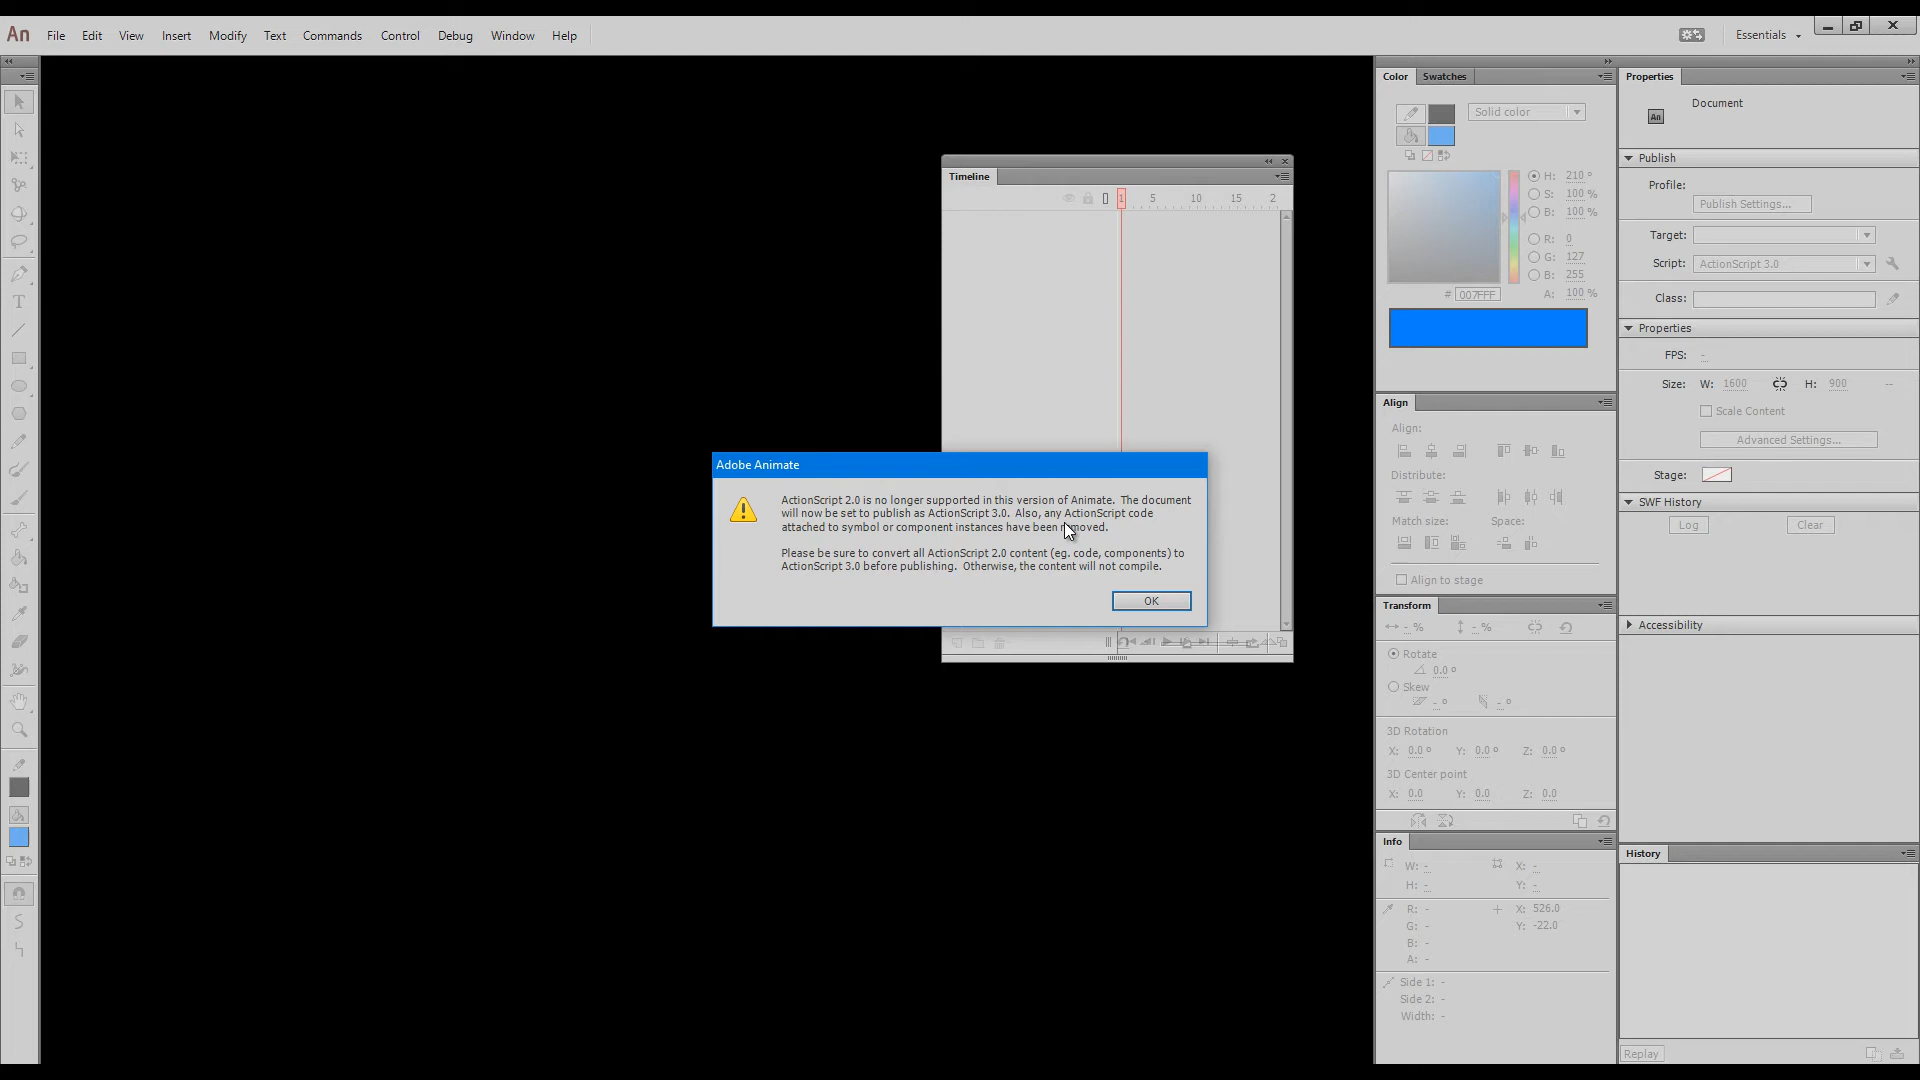 An File Edit View Insert Modify Text Commands Control Debug Window Help Essentials
Timeline
1 5 10 15 2
Adobe Animate
ActionScript 2.0 is no longer supported in this version of Animate. The document
will now be set to publish as ActionScript 3.0. Also, any ActionScript code
attached to symbol or component instances have been removed.
Please be sure to convert all ActionScript 2.0 content (eg. code, components) to
ActionScript 3.0 before publishing. Otherwise, the content will not compile.
OK
Color Swatches
Solid color
H: 210 °
S: 100 %
B: 100 %
R: 0
G: 127
B: 255
# 007FFF A: 100 %
Align
Align:
Distribute:
Match size: Space:
Align to stage
Transform
- % - %
Rotate
0.0 °
Skew
- ° - °
3D Rotation
X: 0.0 ° Y: 0.0 ° Z: 0.0 °
3D Center point
X: 0.0 Y: 0.0 Z: 0.0
Info
W: - X: -
H: - Y: -
R: - X: 526.0
G: - Y: -22.0
B: -
A: -
Side 1: -
Side 2: -
Width: -
Properties
An Document
Publish
Profile:
Publish Settings...
Target:
Script: ActionScript 3.0
Class:
Properties
FPS: -
Size: W: 1600 H: 900 --
Scale Content
Advanced Settings...
Stage:
SWF History
Log Clear
Accessibility
History
Replay